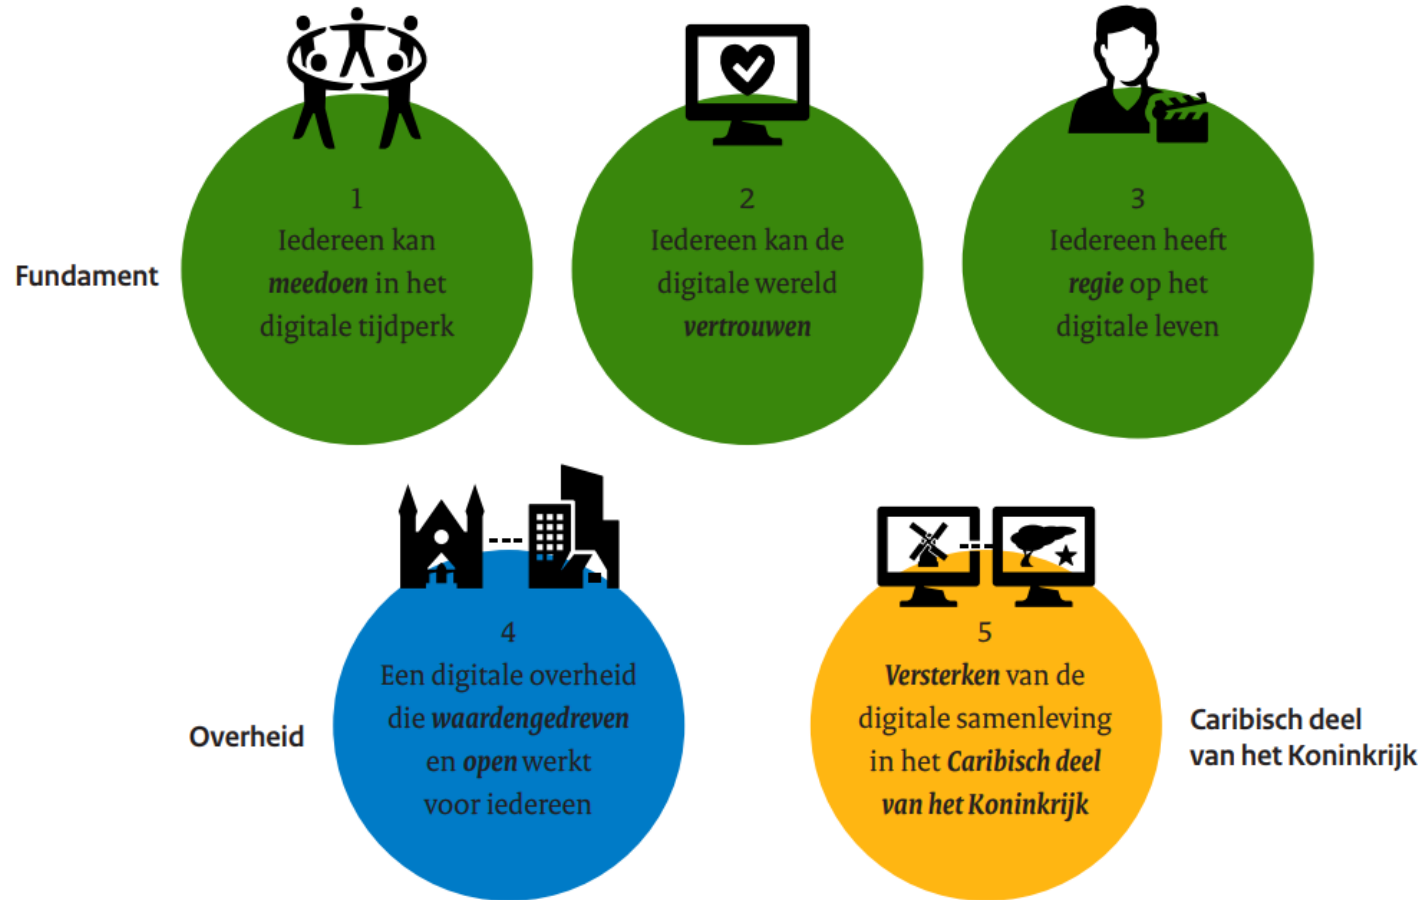 Fundament
1
Iedereen kan
meedoen in het
digitale tijdperk
2
Iedereen kan de
digitale wereld
vertrouwen
3
Iedereen heeft
regie op het
digitale leven
Overheid
4
Een digitale overheid
die waardengedreven
en open werkt
voor iedereen
5
Versterken van de
digitale samenleving
in het Caribisch deel
van het Koninkrijk
Caribisch deel
van het Koninkrijk